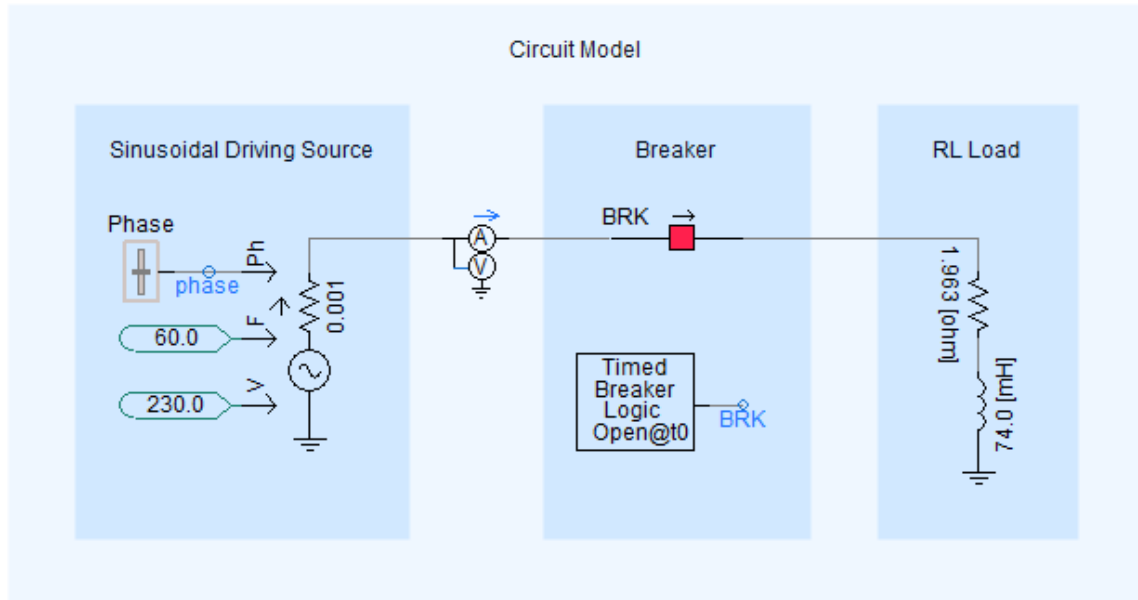 Circuit Model
Sinusoidal Driving Source
Phase
phase
Ph
60.0
F
230.0
V
0.001
A
V
Breaker
BRK
Timed
Breaker
Logic
Open@t0
BRK
RL Load
1.963 [ohm]
74.0 [mH]